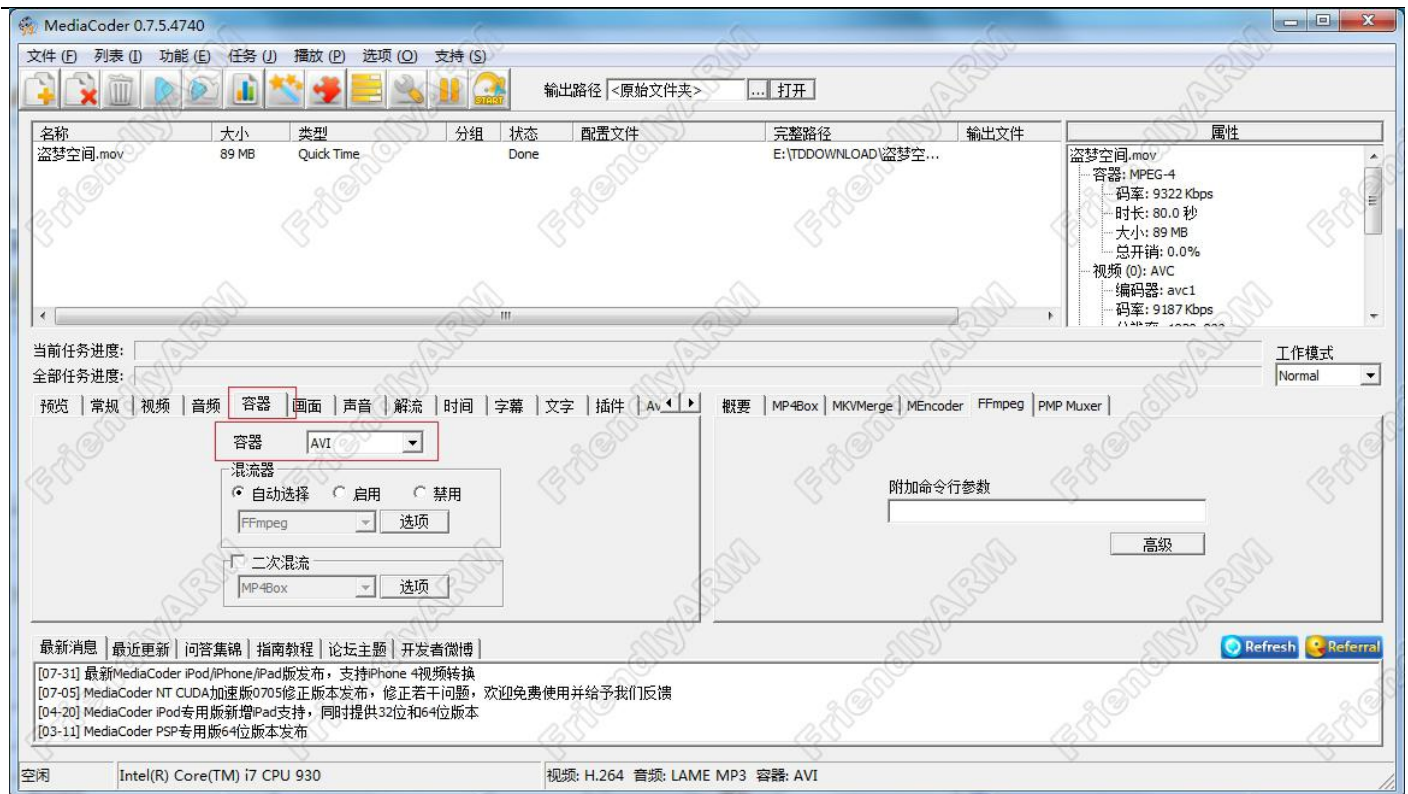 MediaCoder 0.7.5.4740
文件 (F) 列表 (I) 功能 (E) 任务 (J) 播放 (P) 选项 (O) 支持 (S)
START 输出路径 <原始文件夹> ... 打开
名称 大小 类型 分组 状态 配置文件 完整路径 输出文件 属性
盗梦空间.mov 89 MB Quick Time Done E:\TDDOWNLOAD\盗梦空...
盗梦空间.mov
容器: MPEG-4
码率: 9322 Kbps
时长: 80.0 秒
大小: 89 MB
总开销: 0.0%
视频 (0): AVC
编码器: avc1
码率: 9187 Kbps
当前任务进度:
全部任务进度:
工作模式
Normal
预览 常规 视频 音频 容器 画面 声音 解流 时间 字幕 文字 插件 Av
概要 MP4Box MKVMerge MEncoder FFmpeg PMP Muxer
容器 AVI
混流器
自动选择 启用 禁用
FFmpeg 选项
二次混流
MP4Box 选项
附加命令行参数
高级
最新消息 最近更新 问答集锦 指南教程 论坛主题 开发者微博
Refresh Referral
[07-31] 最新MediaCoder iPod/iPhone/iPad版发布，支持iPhone 4视频转换
[07-05] MediaCoder NT CUDA加速版0705修正版本发布，修正若干问题，欢迎免费使用并给予我们反馈
[04-20] MediaCoder iPod专用版新增iPad支持，同时提供32位和64位版本
[03-11] MediaCoder PSP专用版64位版本发布
空闲 Intel(R) Core(TM) i7 CPU 930 视频: H.264 音频: LAME MP3 容器: AVI
FriendlyARM